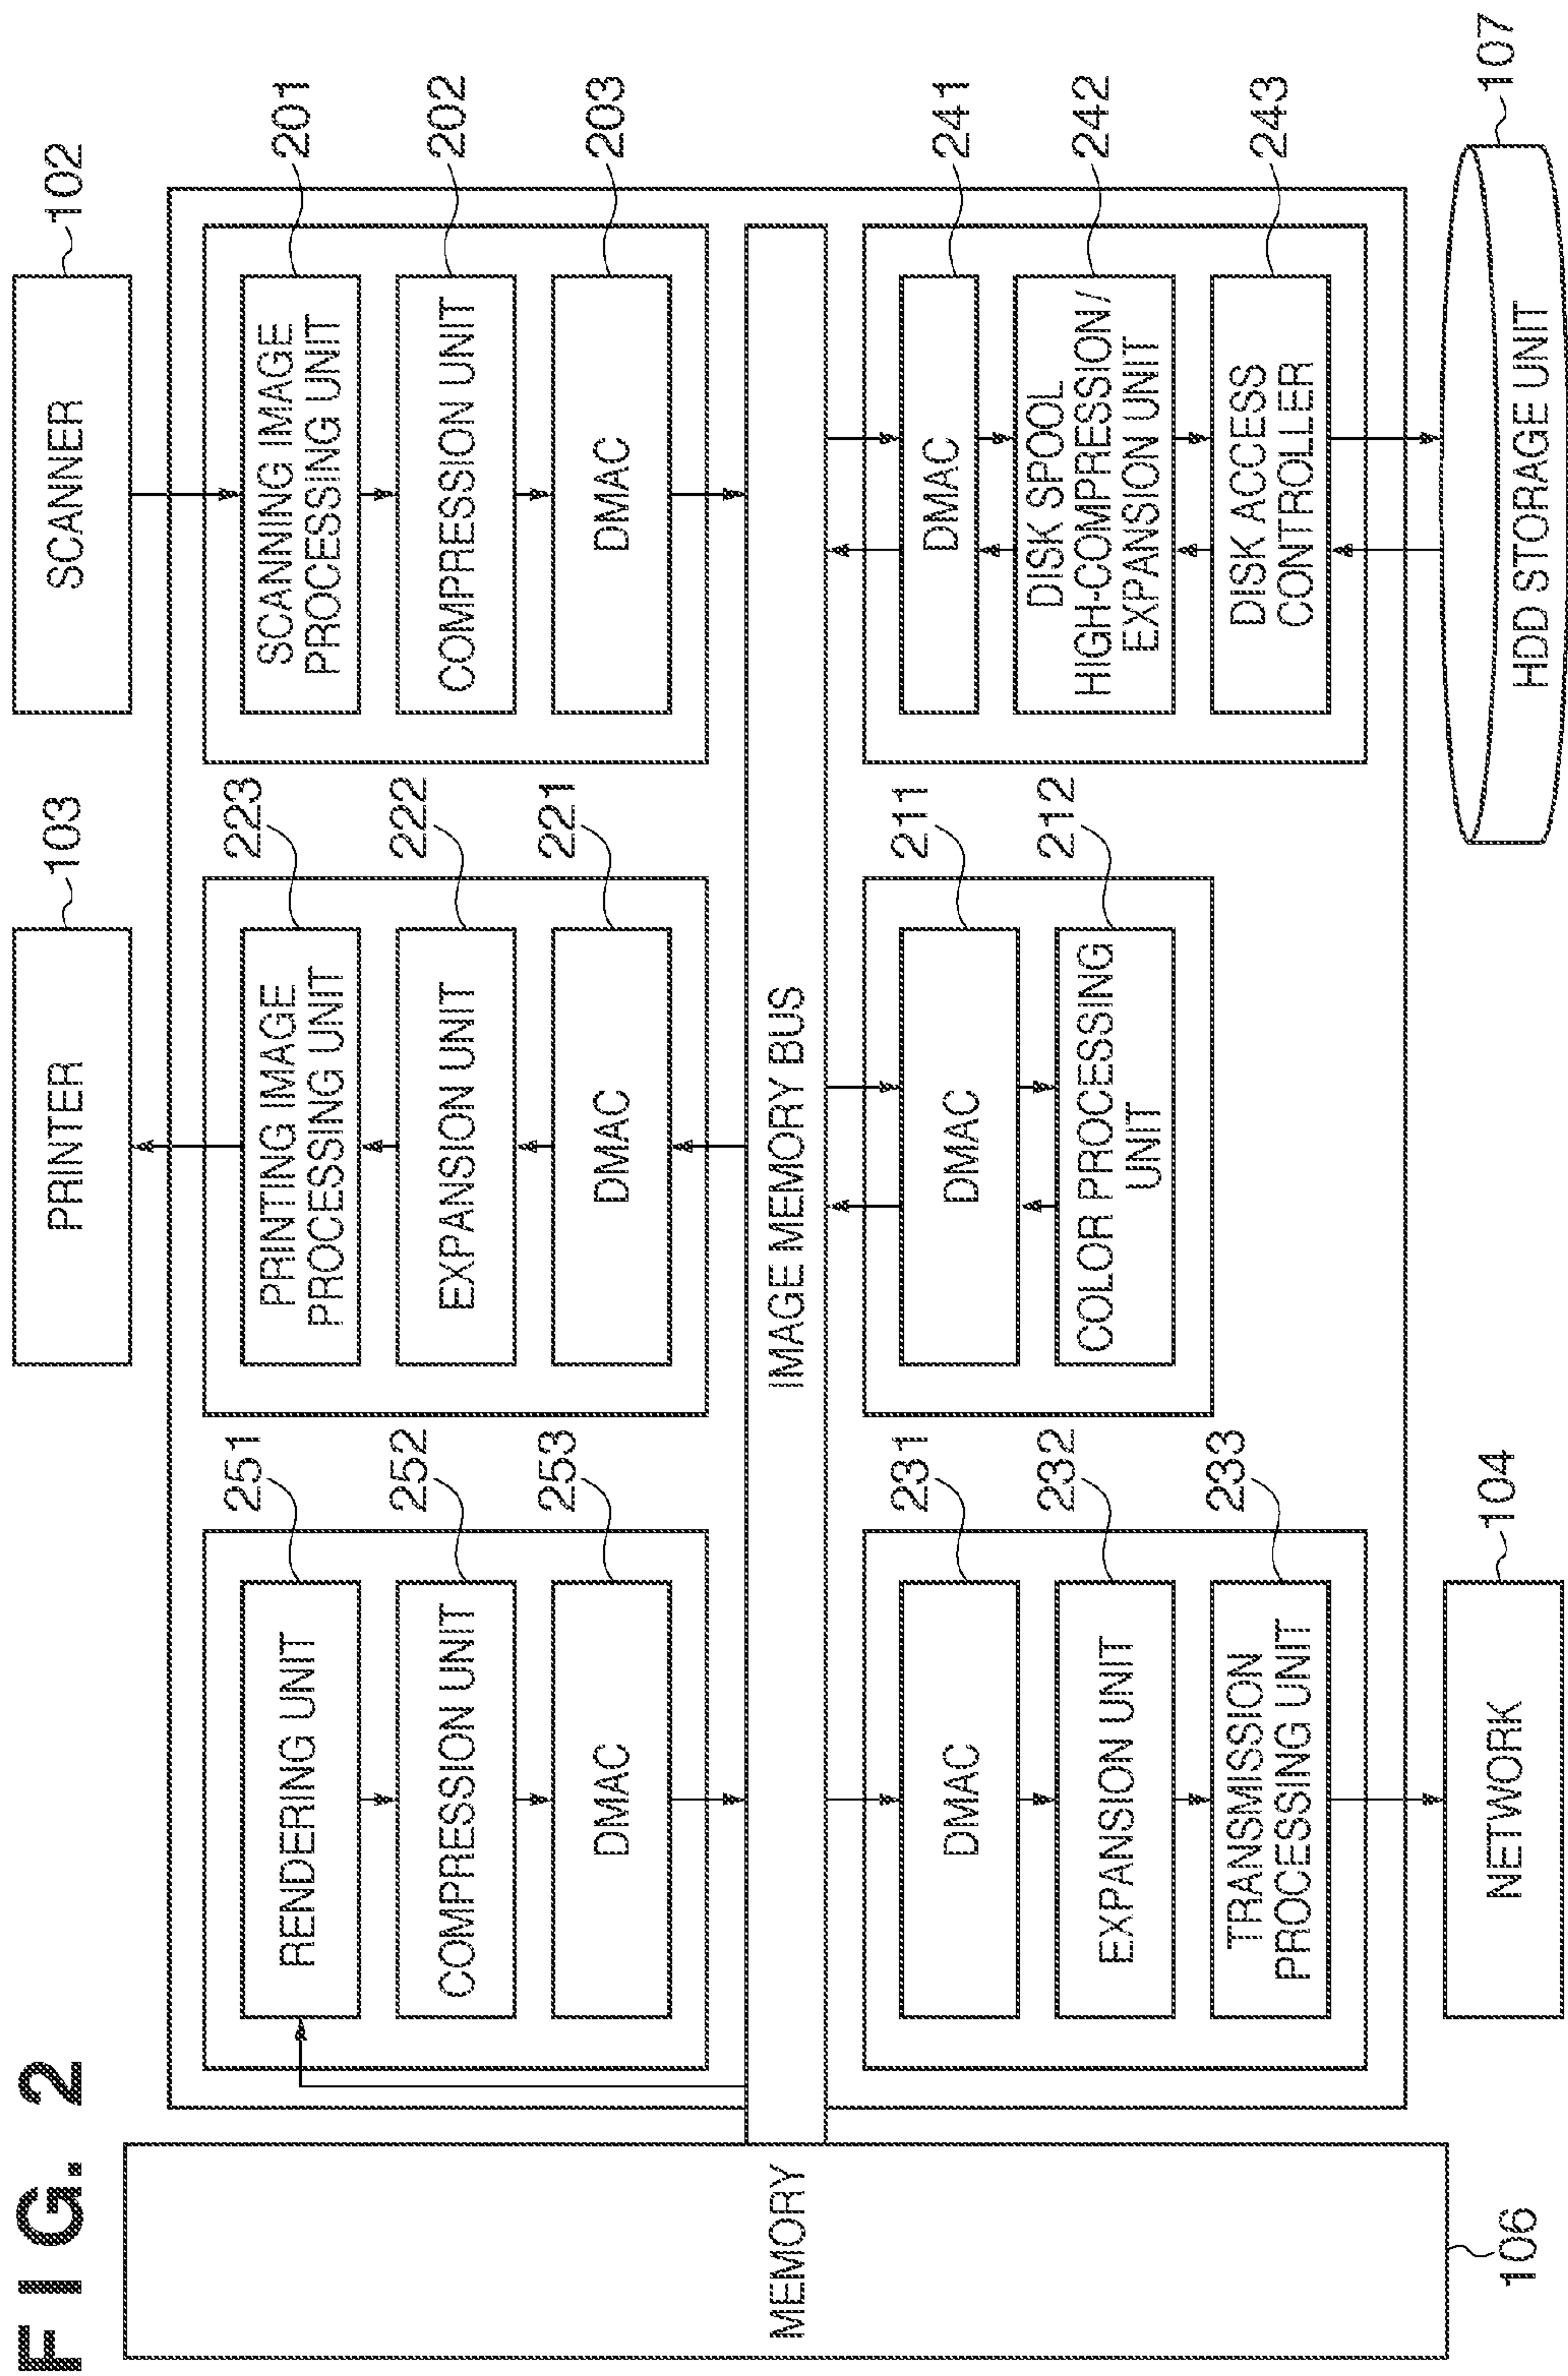 FIG. 2
SCANNER
102
PRINTER
103
SCANNING IMAGE
PROCESSING UNIT
201
COMPRESSION UNIT
202
DMAC
203
PRINTING IMAGE
PROCESSING UNIT
223
EXPANSION UNIT
222
DMAC
221
RENDERING UNIT
251
COMPRESSION UNIT
252
DMAC
253
MEMORY
106
IMAGE MEMORY BUS
DMAC
231
EXPANSION UNIT
232
TRANSMISSION
PROCESSING UNIT
233
DMAC
211
COLOR PROCESSING
UNIT
212
DMAC
241
DISK SPOOL
HIGH-COMPRESSION/
EXPANSION UNIT
242
DISK ACCESS
CONTROLLER
243
NETWORK
104
HDD STORAGE UNIT
107